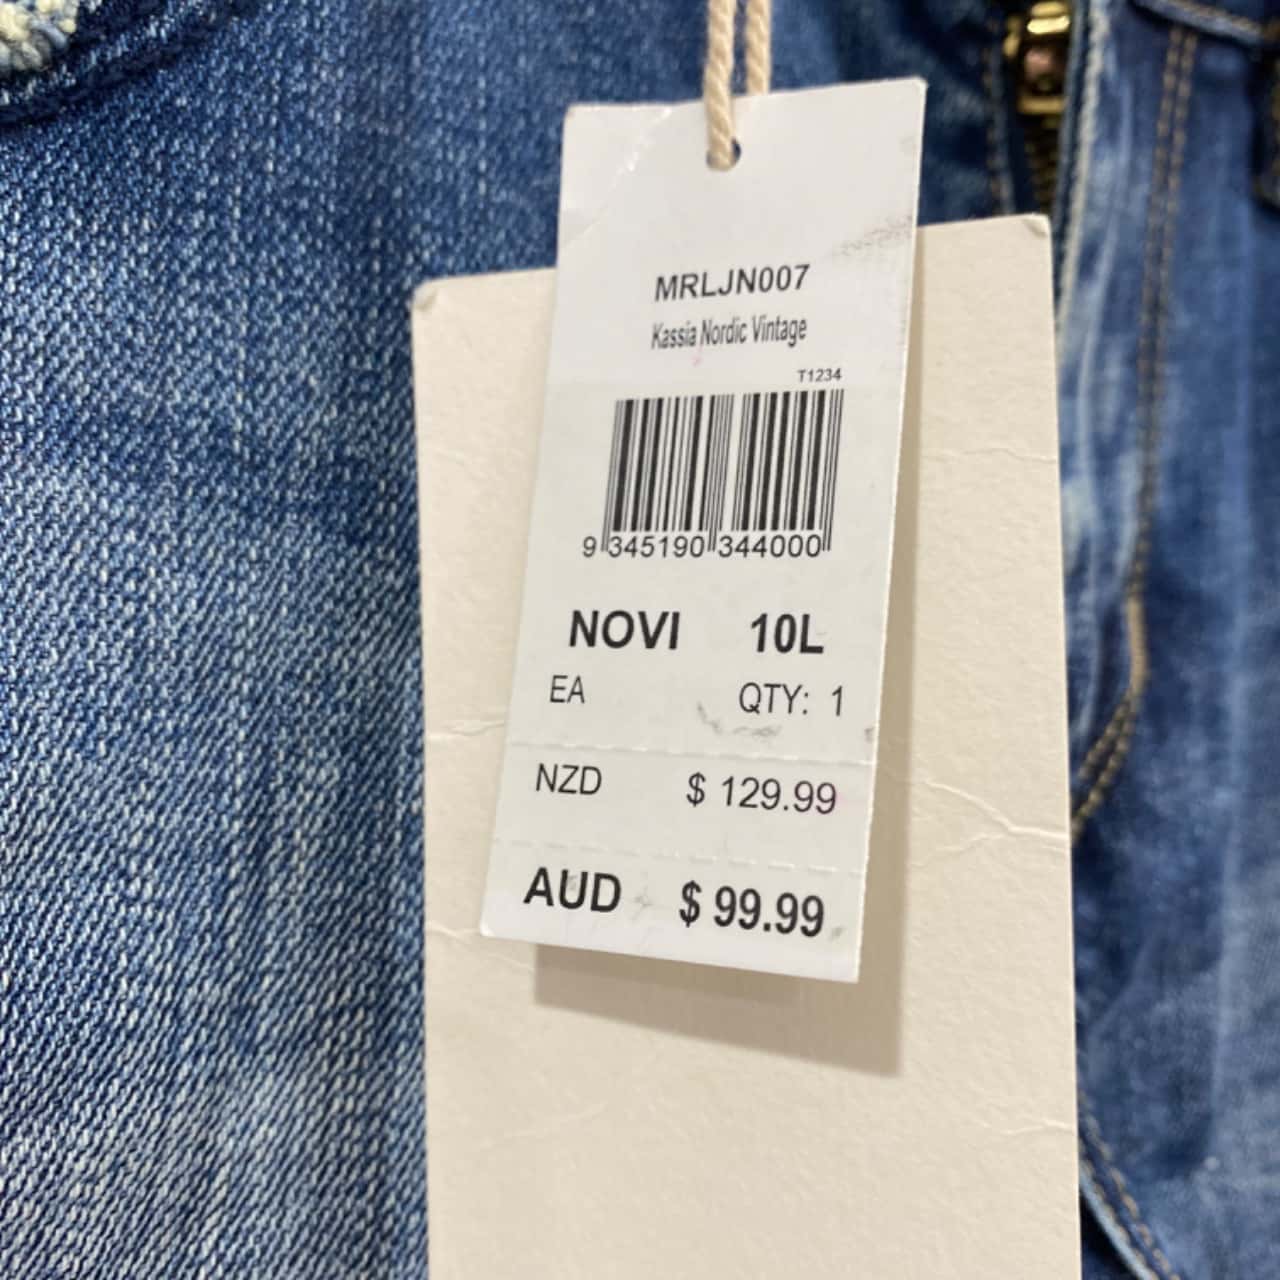 MRLJN007
Kassia Nordic Vintage
T1234
9 345190 344000
NOVI 10L
EA QTY: 1
NZD $ 129.99
AUD $ 99.99